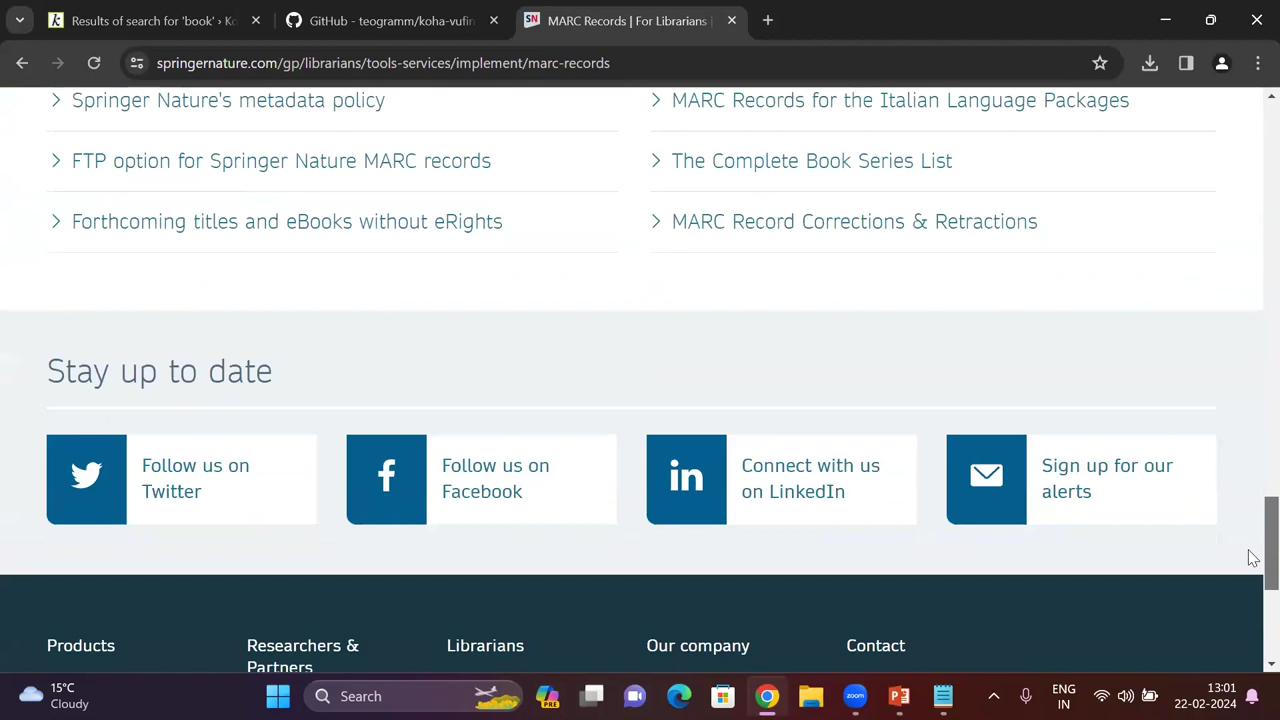 Results of search for 'book' › Ko
GitHub - teogramm/koha-vufin
SN
MARC Records | For Librarians |
springernature.com/gp/librarians/tools-services/implement/marc-records
Springer Nature's metadata policy
MARC Records for the Italian Language Packages
FTP option for Springer Nature MARC records
The Complete Book Series List
Forthcoming titles and eBooks without eRights
MARC Record Corrections & Retractions
Stay up to date
Follow us on
Twitter
Follow us on
Facebook
Connect with us
on LinkedIn
Sign up for our
alerts
Products
Researchers &
Partners
Librarians
Our company
Contact
15°C
Cloudy
Search
PRE
zoom
ENG
IN
13:01
22-02-2024